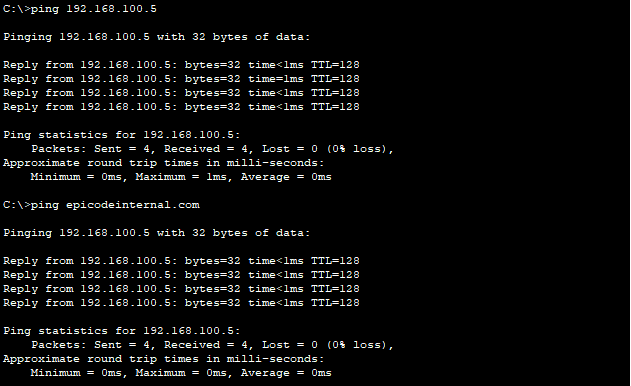 C:\>ping 192.168.100.5
Pinging 192.168.100.5 with 32 bytes of data:
Reply from 192.168.100.5: bytes=32 time<1ms TTL=128
Reply from 192.168.100.5: bytes=32 time=1ms TTL=128
Reply from 192.168.100.5: bytes=32 time<1ms TTL=128
Reply from 192.168.100.5: bytes=32 time<1ms TTL=128
Ping statistics for 192.168.100.5:
    Packets: Sent = 4, Received = 4, Lost = 0 (0% loss),
Approximate round trip times in milli-seconds:
    Minimum = 0ms, Maximum = 1ms, Average = 0ms
C:\>ping epicodeinternal.com
Pinging 192.168.100.5 with 32 bytes of data:
Reply from 192.168.100.5: bytes=32 time<1ms TTL=128
Reply from 192.168.100.5: bytes=32 time<1ms TTL=128
Reply from 192.168.100.5: bytes=32 time<1ms TTL=128
Reply from 192.168.100.5: bytes=32 time<1ms TTL=128
Ping statistics for 192.168.100.5:
    Packets: Sent = 4, Received = 4, Lost = 0 (0% loss),
Approximate round trip times in milli-seconds:
    Minimum = 0ms, Maximum = 0ms, Average = 0ms